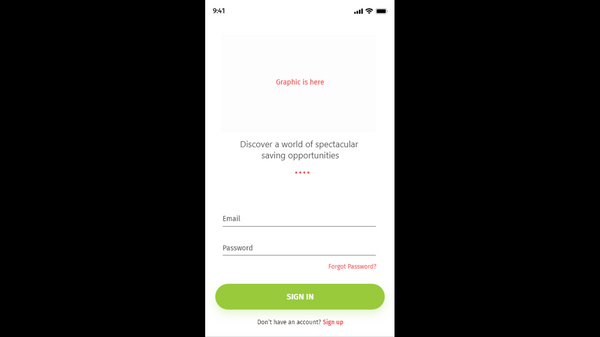 9:41
Graphic is here
Discover a world of spectacular
saving opportunities
Email
Password
Forgot Password?
SIGN IN
Don't have an account? Sign up